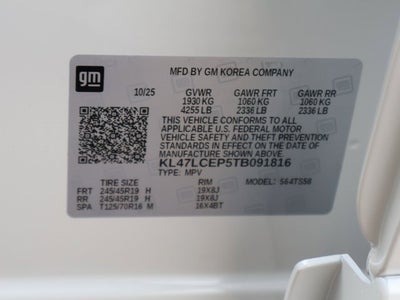 gm
MFD BY GM KOREA COMPANY
10/25 GVWR GAWR FRT GAWR RR
1930 KG 1060 KG 1060 KG
4255 LB 2336 LB 2336 LB
THIS VEHICLE CONFORMS TO ALL
APPLICABLE U.S. FEDERAL MOTOR
VEHICLE SAFETY AND THEFT PREVENTION
STANDARDS IN EFFECT ON THE DATE OF
MANUFACTURE SHOWN ABOVE.
KL47LCEP5TB091816
TYPE: MPV
TIRE SIZE RIM MODEL: 564TS58
FRT 245/45R19 H 19X8J
RR 245/45R19 H 19X8J
SPA T125/70R16 M 16X4BT